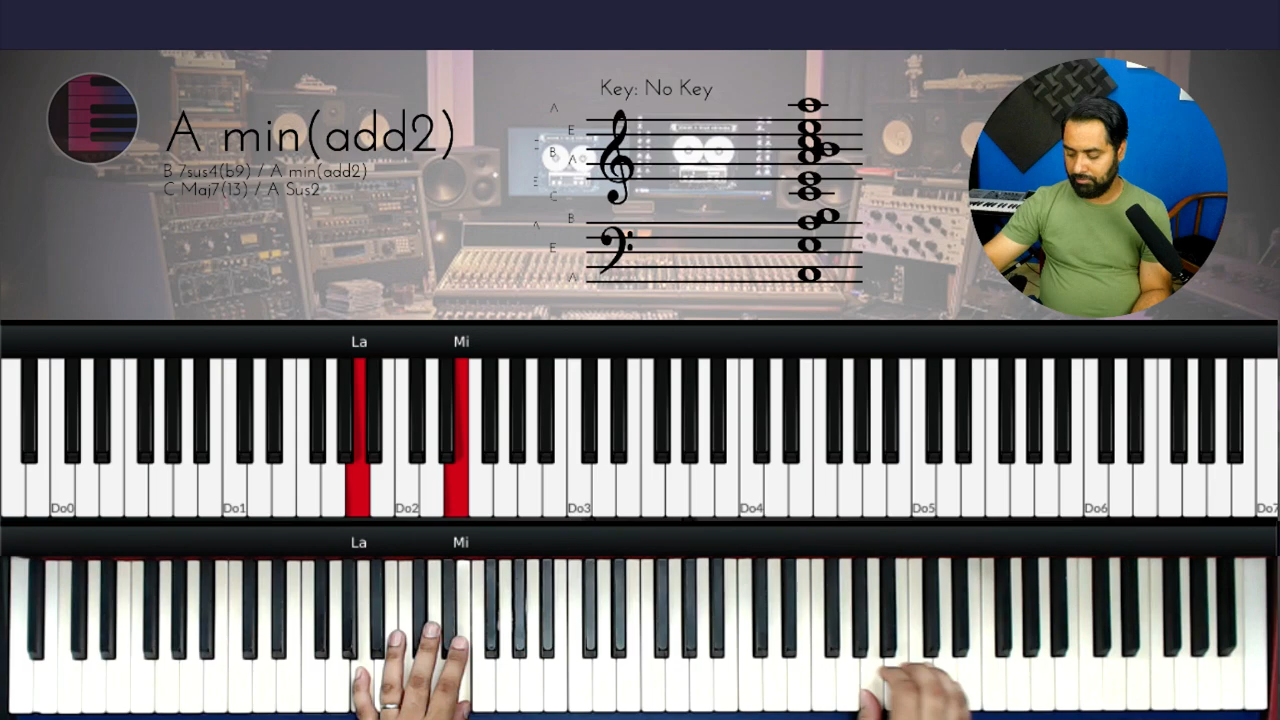 A min(add2)
B 7sus4(b9) / A min(add2)
C Maj7(13) / A Sus2
Key: No Key
A
E
B
A
E
C
B
A
E
A
La Mi
Do0 Do1 Do2 Do3 Do4 Do5 Do6 Do7
La Mi